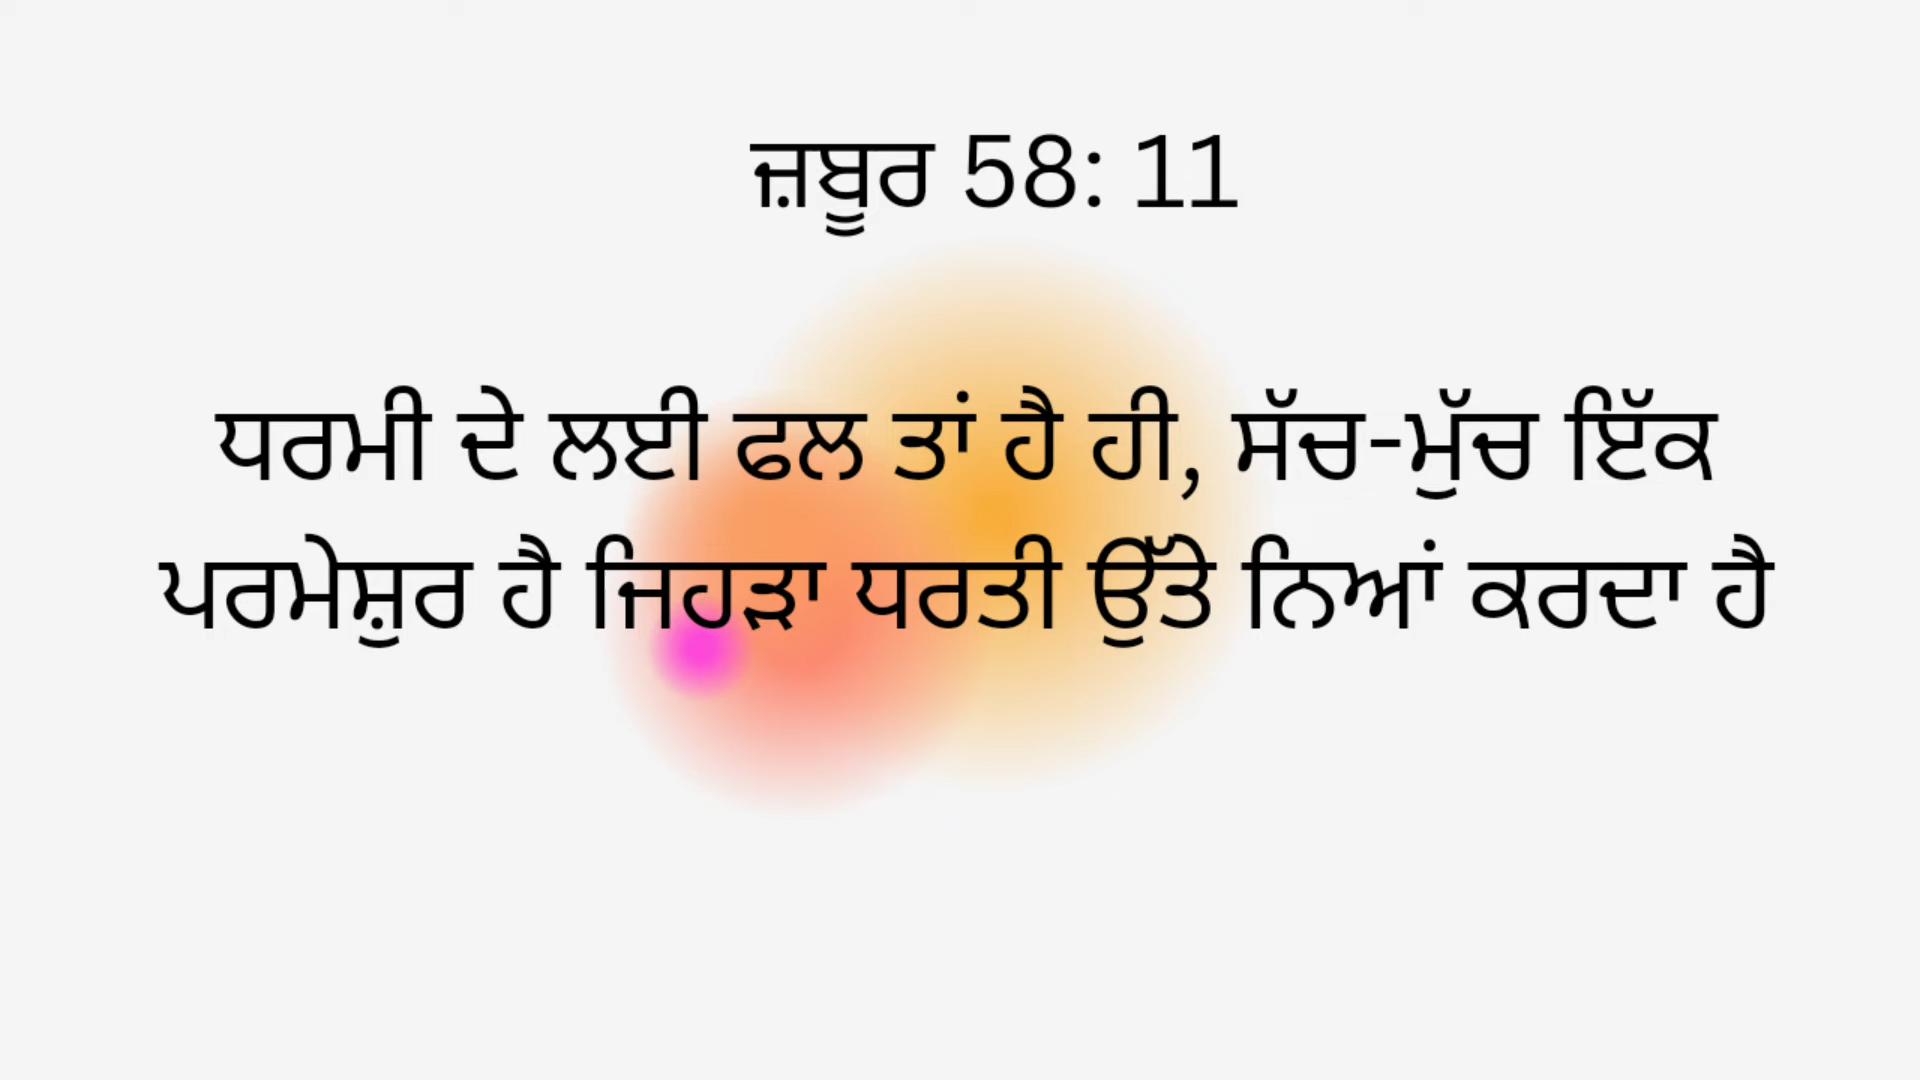 ਜ਼ਬੂਰ 58: 11
ਧਰਮੀ ਦੇ ਲਈ ਫਲ ਤਾਂ ਹੈ ਹੀ, ਸੱਚ-ਮੁੱਚ ਇੱਕ
ਪਰਮੇਸ਼ੁਰ ਹੈ ਜਿਹੜਾ ਧਰਤੀ ਉੱਤੇ ਨਿਆਂ ਕਰਦਾ ਹੈ